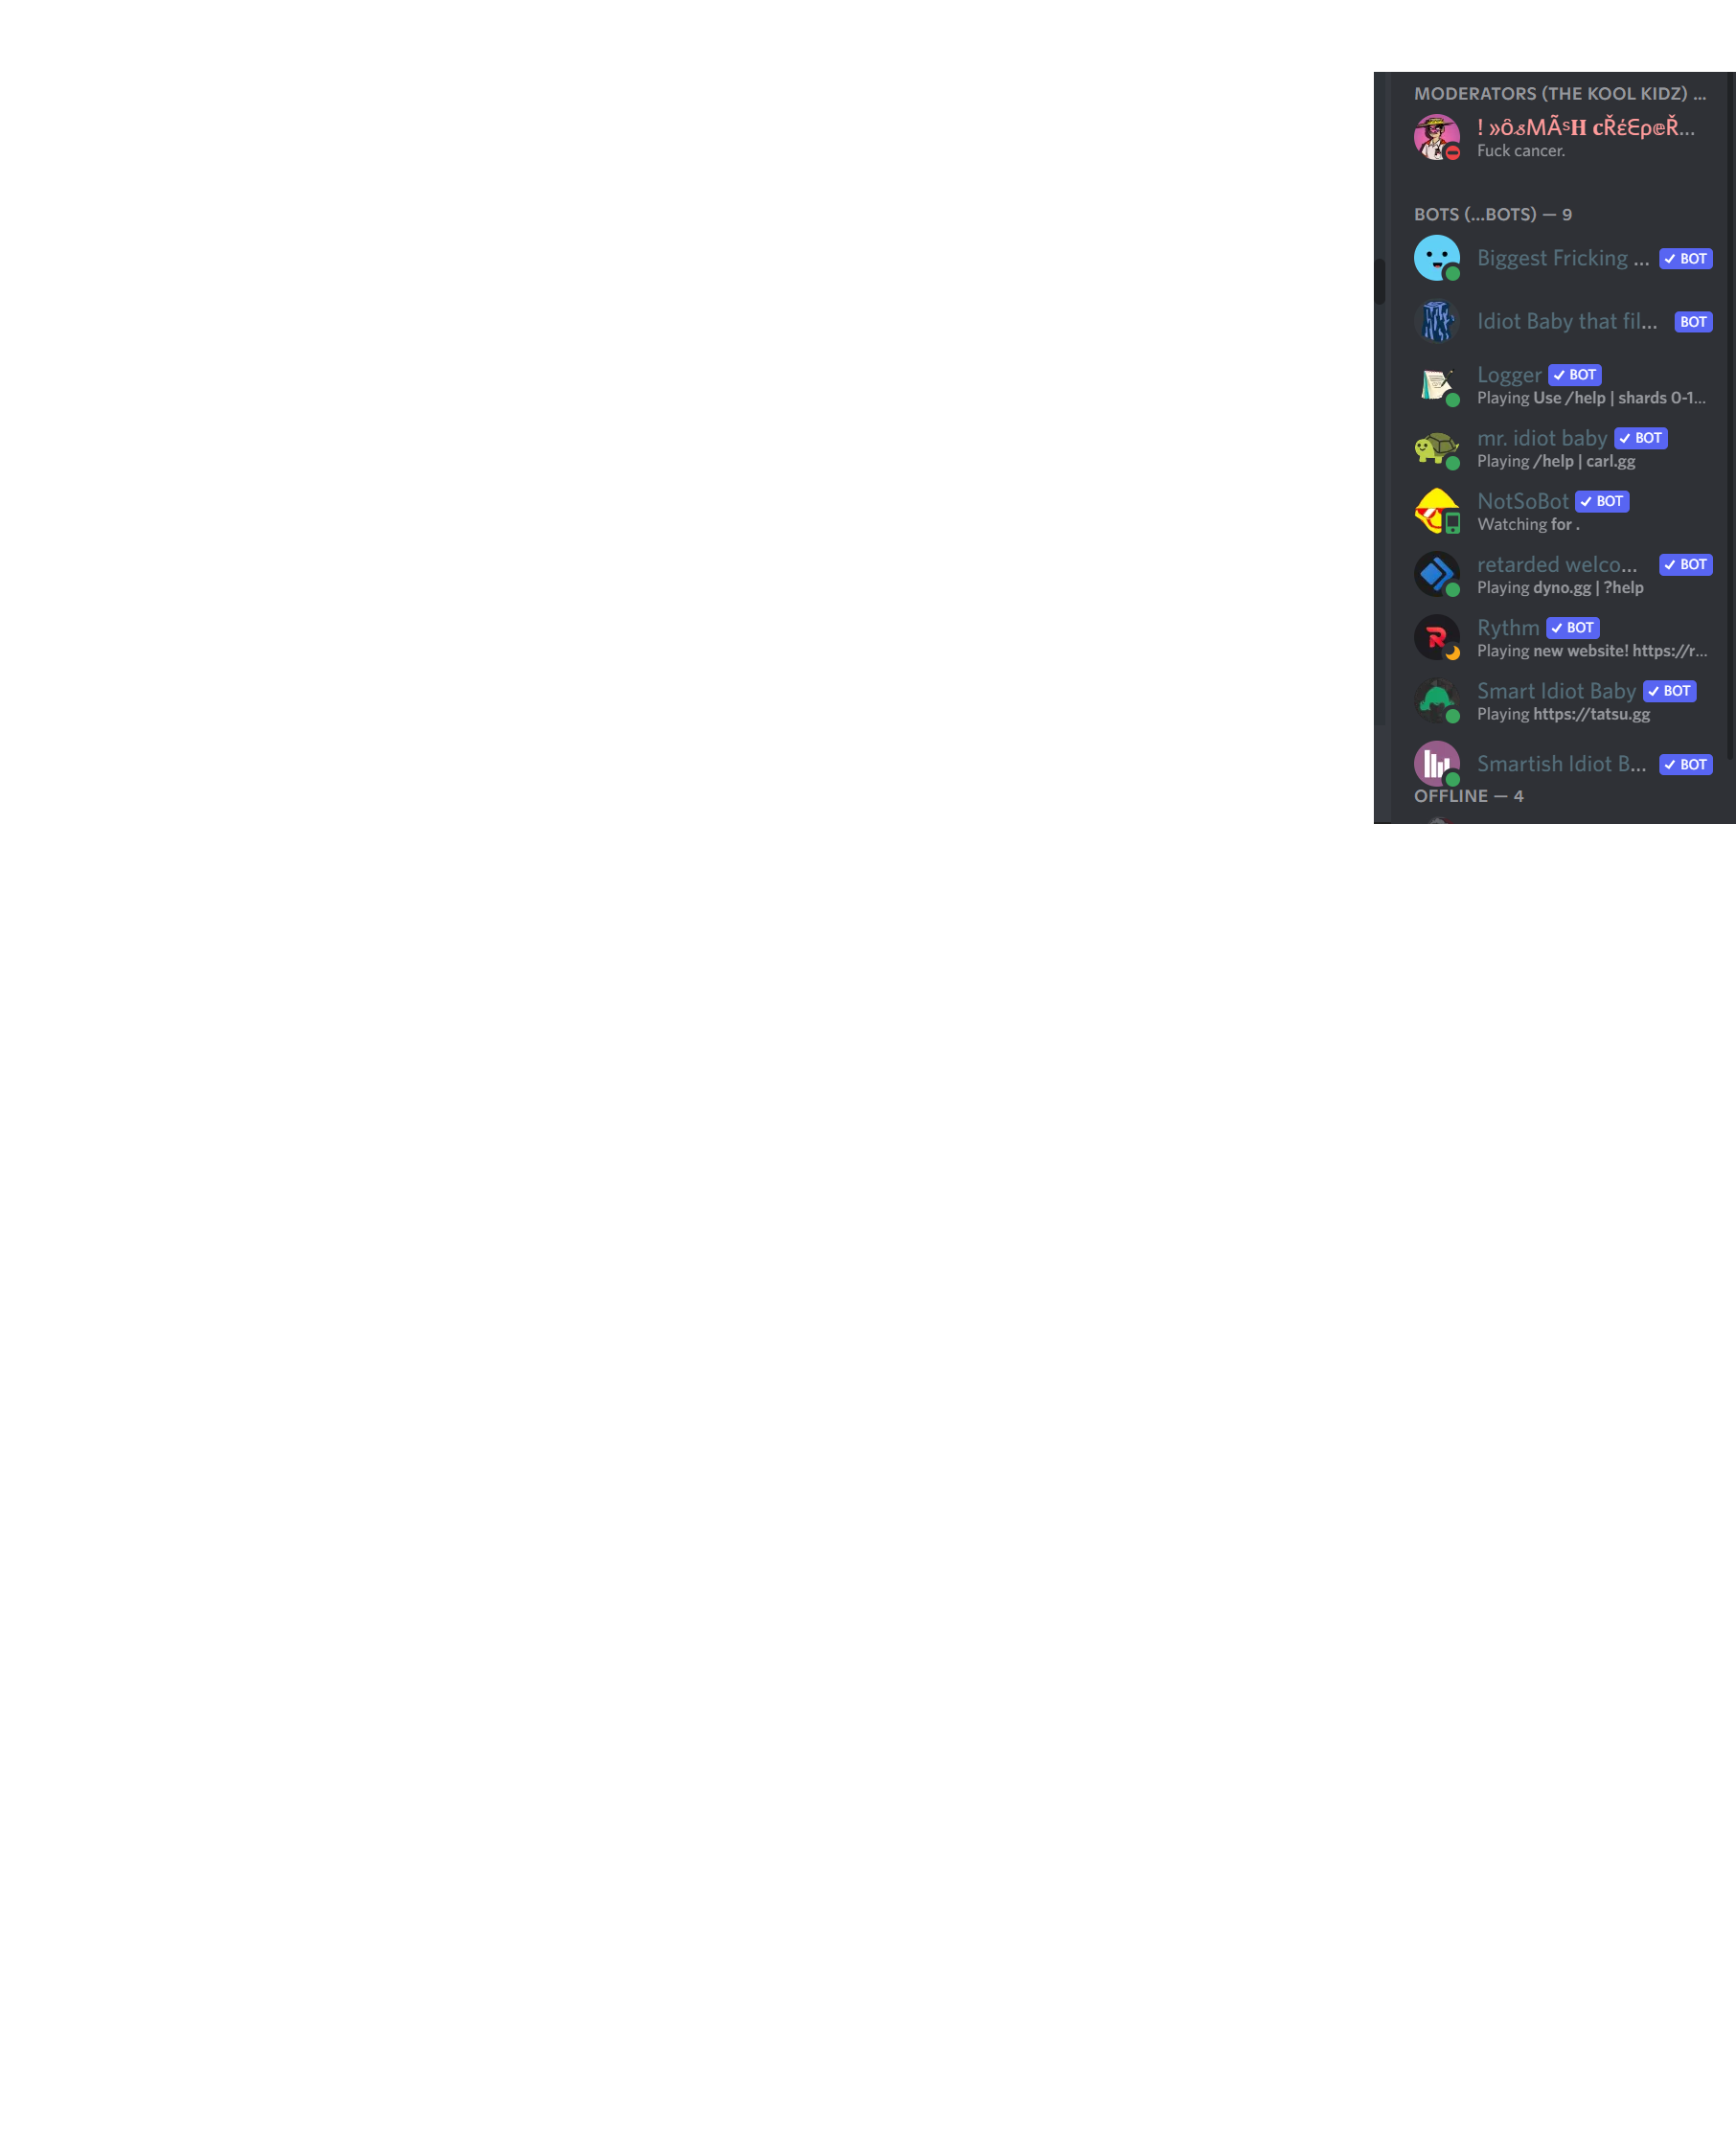 MODERATORS (THE KOOL KIDZ) ...
! »ô𝓼MÃˢ𝐇 𝐜ŘέЄρ𝕖Ř...
Fuck cancer.
BOTS (...BOTS) — 9
Biggest Fricking ... BOT
Idiot Baby that fil... BOT
Logger BOT
Playing Use /help | shards 0-1...
mr. idiot baby BOT
Playing /help | carl.gg
NotSoBot BOT
Watching for .
retarded welco... BOT
Playing dyno.gg | ?help
Rythm BOT
Playing new website! https://r...
Smart Idiot Baby BOT
Playing https://tatsu.gg
Smartish Idiot B... BOT
OFFLINE — 4